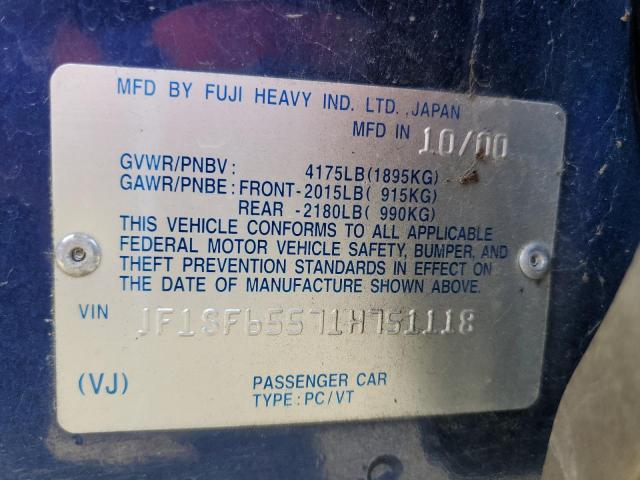 MFD BY FUJI HEAVY IND. LTD., JAPAN
MFD IN 10/00
GVWR/PNBV: 4175LB(1895KG)
GAWR/PNBE: FRONT-2015LB( 915KG)
REAR -2180LB( 990KG)
THIS VEHICLE CONFORMS TO ALL APPLICABLE
FEDERAL MOTOR VEHICLE SAFETY, BUMPER, AND
THEFT PREVENTION STANDARDS IN EFFECT ON
THE DATE OF MANUFACTURE SHOWN ABOVE.
VIN JF1SF65571H751118
(VJ) PASSENGER CAR
TYPE: PC/VT